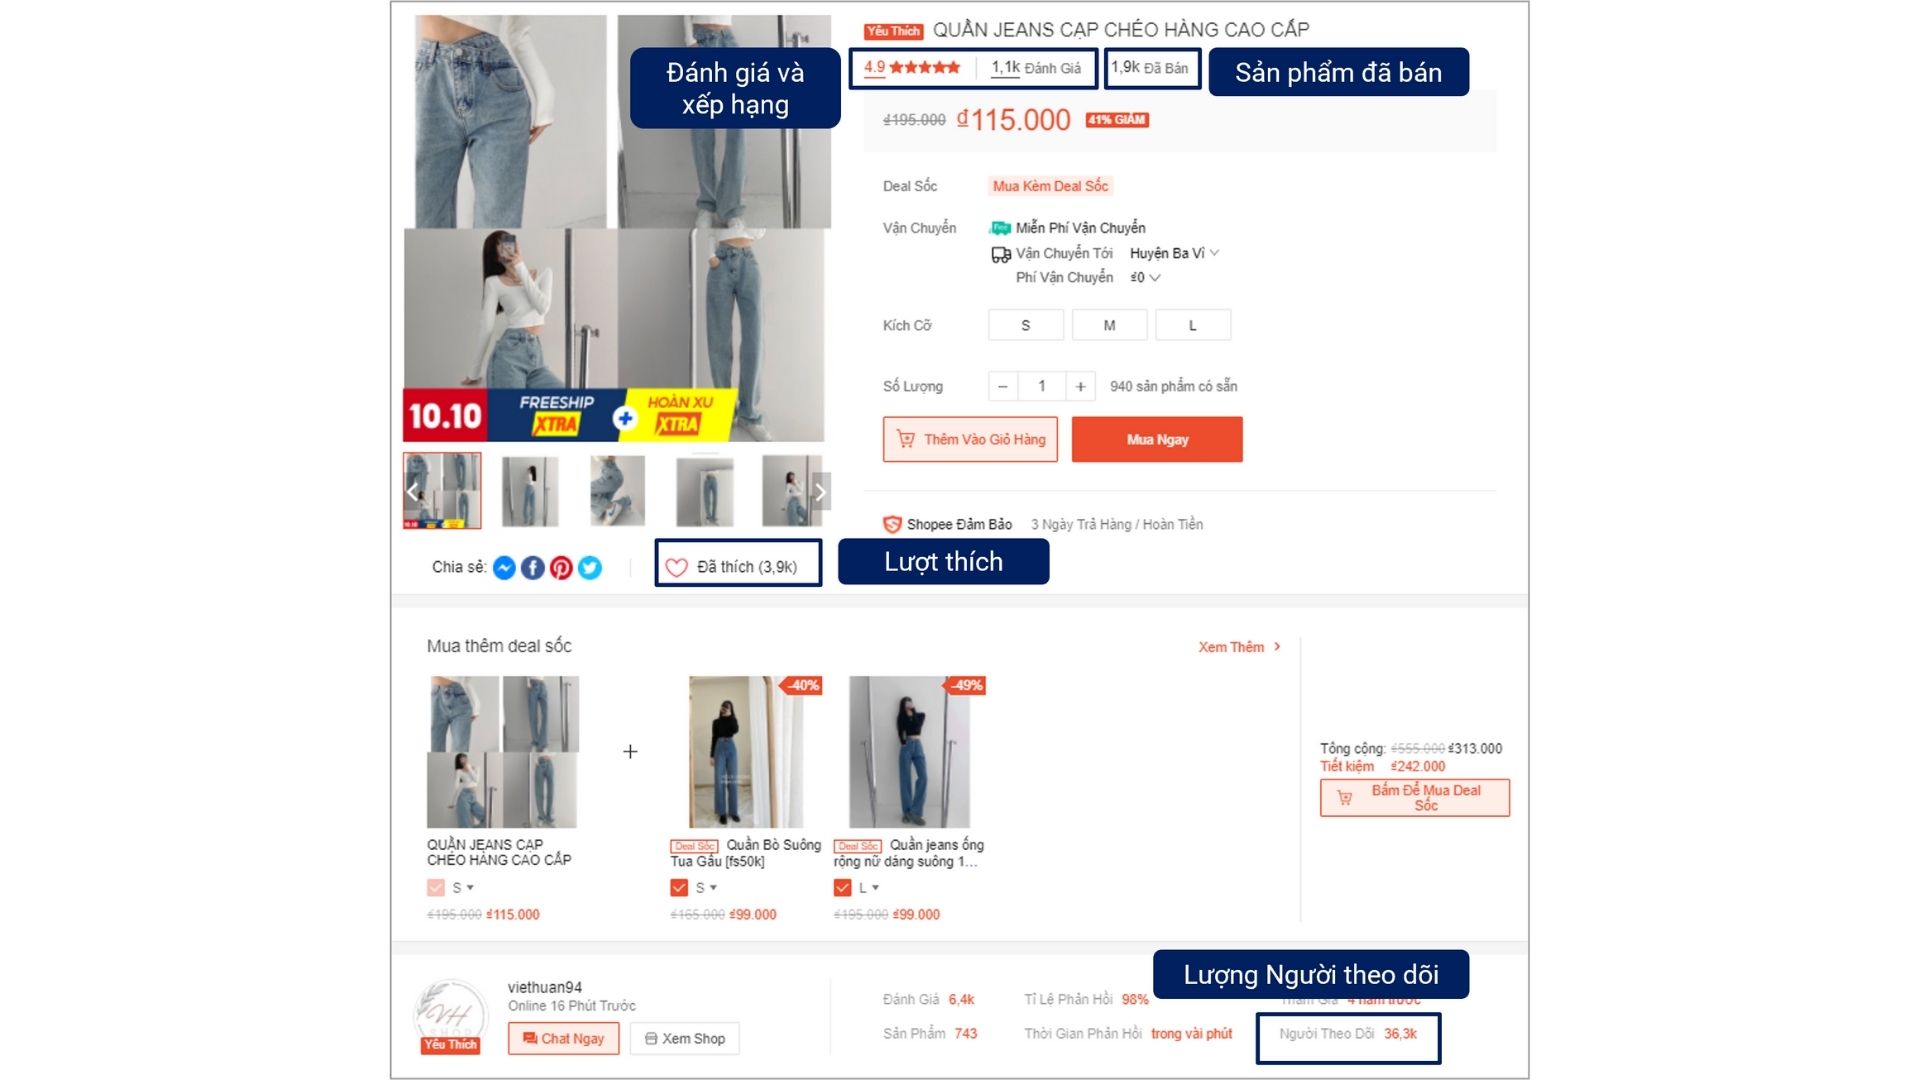 Yêu Thích QUẦN JEANS CẠP CHÉO HÀNG CAO CẤP
Đánh giá và
xếp hạng
4.9 1,1k Đánh Giá 1,9k Đã Bán
Sản phẩm đã bán
₫195.000 ₫115.000 41% GIẢM
Deal Sốc Mua Kèm Deal Sốc
Vận Chuyển Free Miễn Phí Vận Chuyển
Vận Chuyển Tới Huyện Ba Vì
Phí Vận Chuyển ₫0
Kích Cỡ S M L
Số Lượng − 1 + 940 sản phẩm có sẵn
10.10 FREESHIP XTRA + HOÀN XU XTRA
Thêm Vào Giỏ Hàng Mua Ngay
Shopee Đảm Bảo 3 Ngày Trả Hàng / Hoàn Tiền
Chia sẻ: Đã thích (3,9k)
Lượt thích
Mua thêm deal sốc Xem Thêm
-40% -49%
+
Tổng cộng: ₫555.000 ₫313.000
Tiết kiệm ₫242.000
Bấm Để Mua Deal
Sốc
QUẦN JEANS CẠP
CHÉO HÀNG CAO CẤP
S
₫195.000 ₫115.000
Deal Sốc Quần Bò Suông
Tua Gấu [fs50k]
S
₫165.000 ₫99.000
Deal Sốc Quần jeans ống
rộng nữ dáng suông 1...
L
₫195.000 ₫99.000
Lượng Người theo dõi
VH
SHOP
Yêu Thích
viethuan94
Online 16 Phút Trước
Chat Ngay Xem Shop
Đánh Giá 6,4k Tỉ Lệ Phản Hồi 98% Tham Gia 4 năm trước
Sản Phẩm 743 Thời Gian Phản Hồi trong vài phút Người Theo Dõi 36,3k